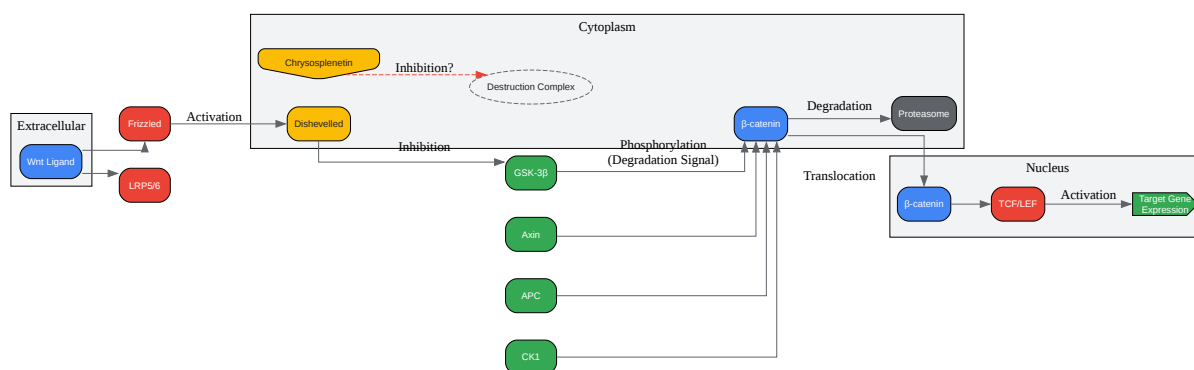 Cytoplasm
Chrysosplenetin
Inhibition?
Destruction Complex
Extracellular
Wnt Ligand
Frizzled
LRP5/6
Activation
Dishevelled
Inhibition
GSK-3β
Axin
APC
CK1
Phosphorylation
(Degradation Signal)
β-catenin
Degradation
Proteasome
Translocation
Nucleus
β-catenin
TCF/LEF
Activation
Target Gene
Expression